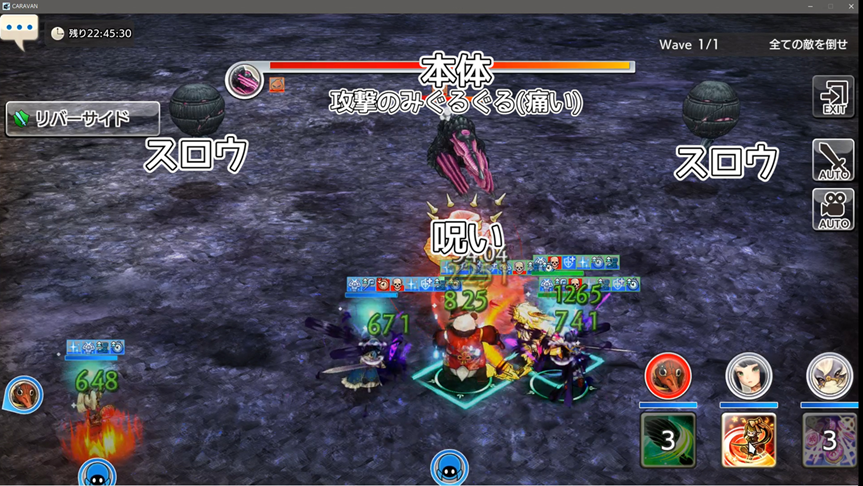 CARAVAN
残り22:45:30
Wave 1/1
全ての敵を倒せ
本体
攻撃のみぐるぐる(痛い)
EXIT
リバーサイド
スロウ
スロウ
AUTO
AUTO
呪い
2251
825
1265
741
671
648
3
3